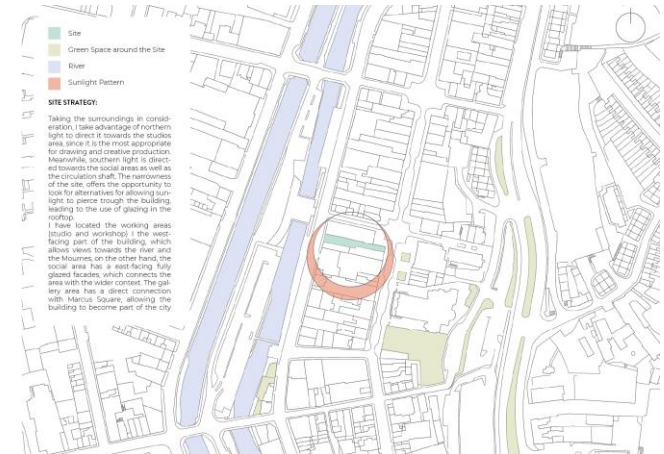 Site
Green Space around the Site
River
Sunlight Pattern
SITE STRATEGY:
Taking the surroundings in consid-
eration, I take advantage of northern
light to direct it towards the studios
area, since it is the most appropriate
for drawing and creative production.
Meanwhile, southern light is direct-
ed towards the social areas as well as
the circulation shaft. The narrowness
of the site, offers the opportunity to
look for alternatives for allowing sun-
light to pierce trough the building,
leading to the use of glazing in the
rooftop.
I have located the working areas
(studio and workshop) I the west-
facing part of the building, which
allows views towards the river and
the Mournes, on the other hand, the
social area has a east-facing fully
glazed facades, which connects the
area with the wider context. The gal-
lery area has a direct connection
with Marcus Square, allowing the
building to become part of the city